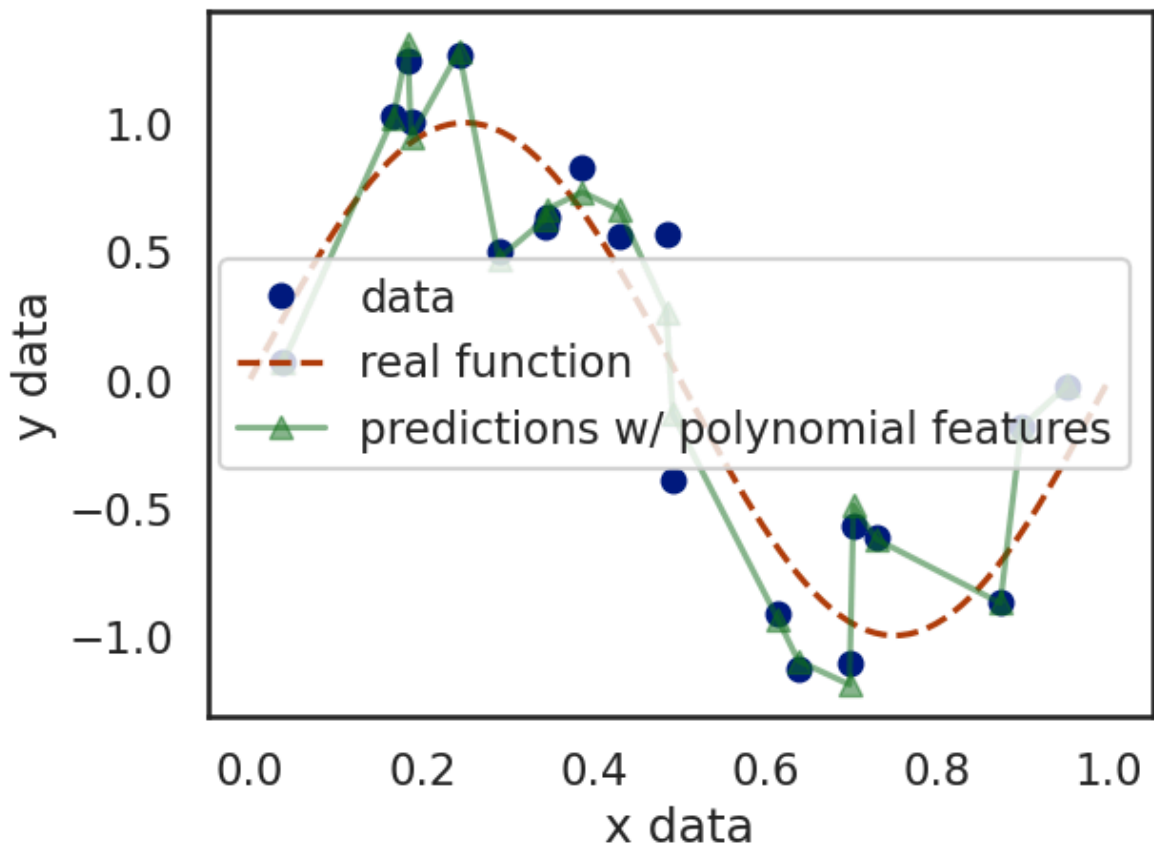 1.0
0.5
0.0
−0.5
−1.0
y data
data
real function
predictions w/ polynomial features
0.0 0.2 0.4 0.6 0.8 1.0
x data